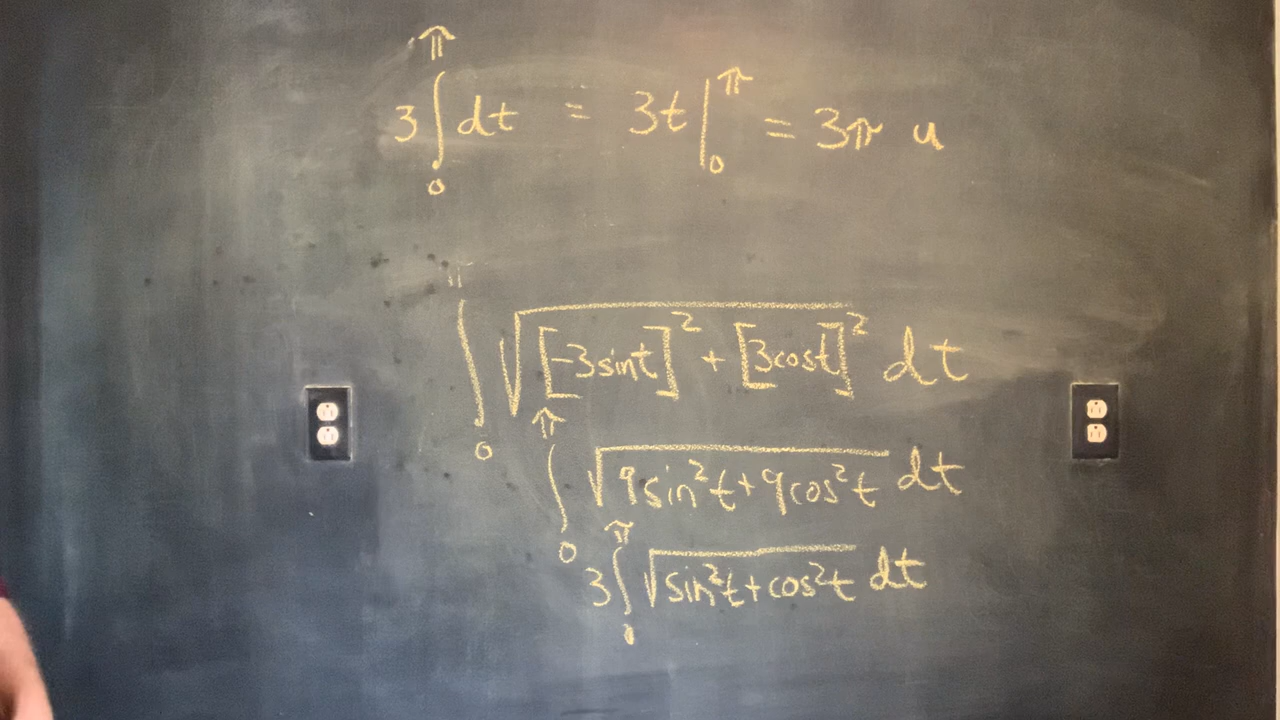 3∫₀^π dt = 3t |₀^π = 3π u
∫₀^π √([-3sint]² + [3cost]²) dt
∫₀^π √(9sin²t+9cos²t) dt
3∫₀^π √(sin²t+cos²t) dt